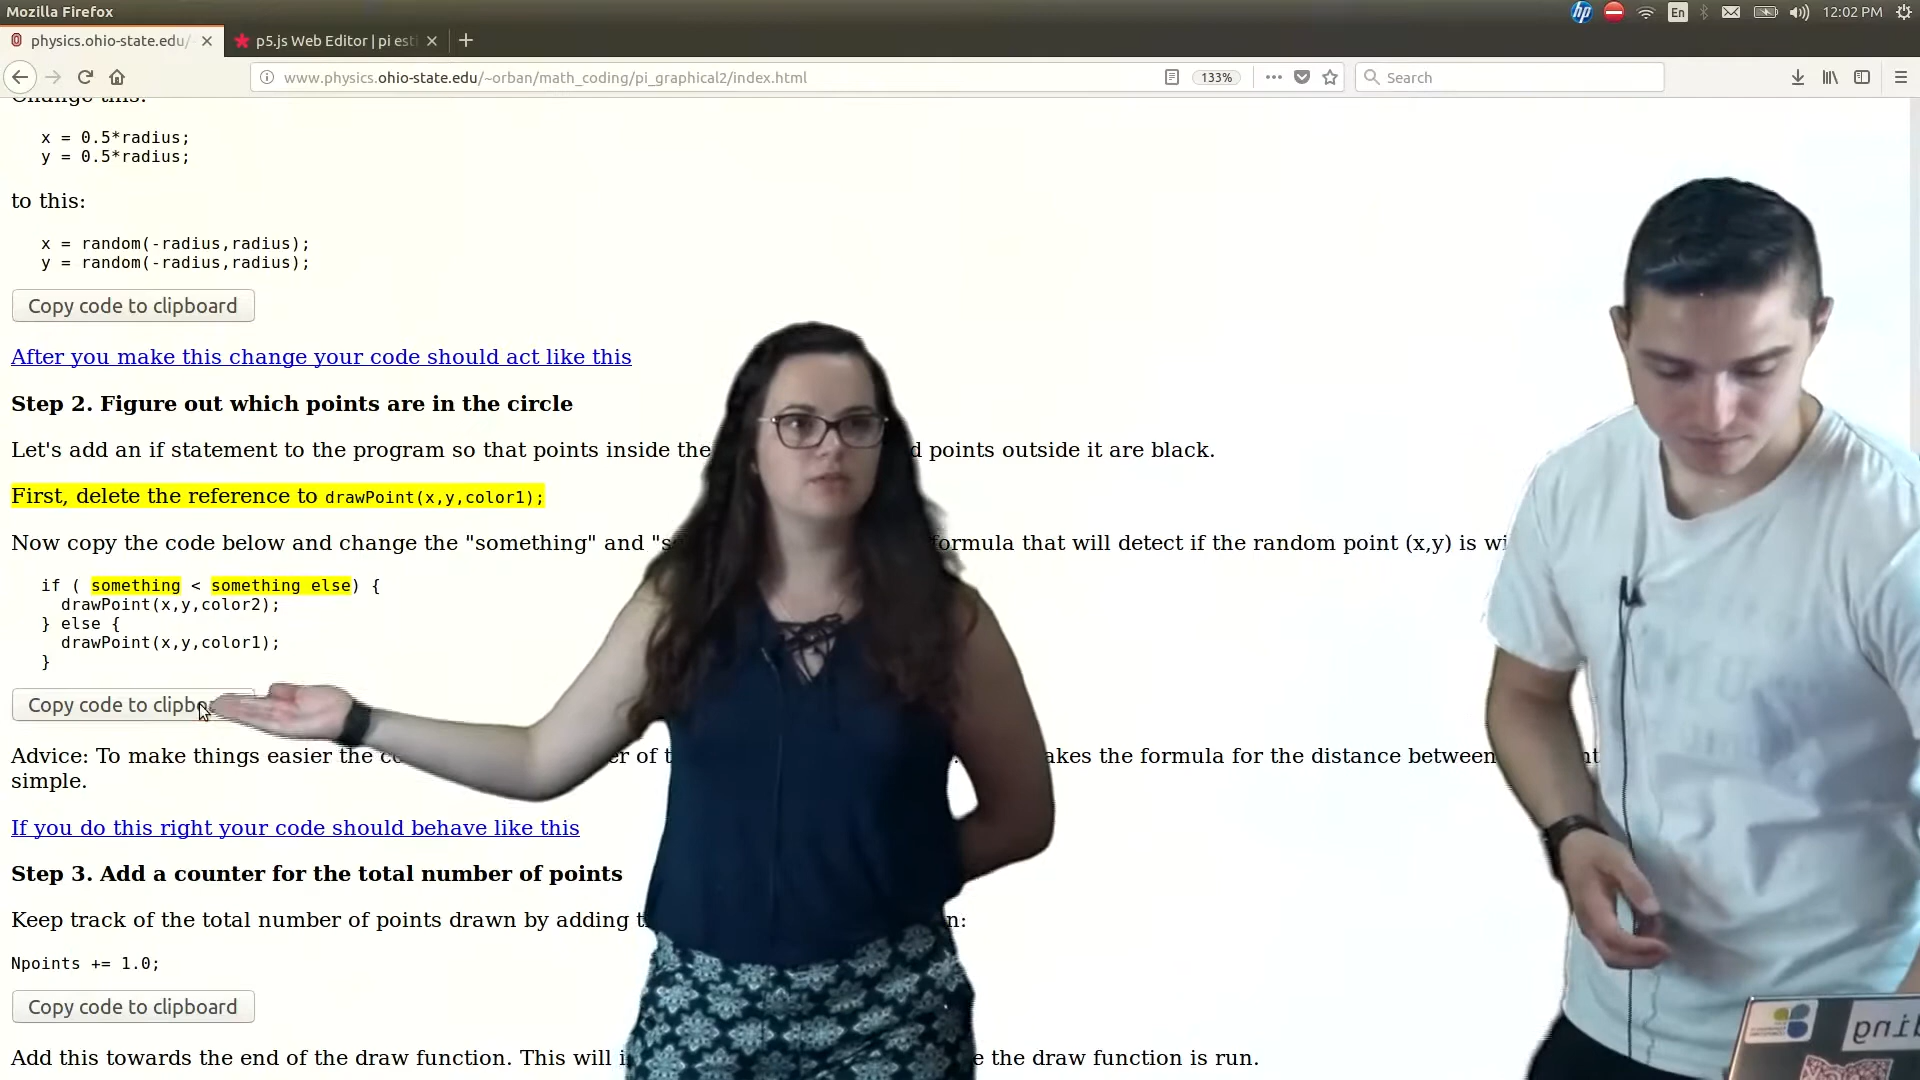 Mozilla Firefox
hp
En
12:02 PM
physics.ohio-state.edu/
p5.js Web Editor | pi esti
www.physics.ohio-state.edu/~orban/math_coding/pi_graphical2/index.html
133%
Search
Change this:
x = 0.5*radius;
y = 0.5*radius;
to this:
x = random(-radius,radius);
y = random(-radius,radius);
Copy code to clipboard
After you make this change your code should act like this
Step 2. Figure out which points are in the circle
Let's add an if statement to the program so that points inside the points outside it are black.
First, delete the reference to drawPoint(x,y,color1);
Now copy the code below and change the "something" and formula that will detect if the random point (x,y) is
if ( something < something else) {
drawPoint(x,y,color2);
} else {
drawPoint(x,y,color1);
}
Copy code to
Advice: To make things easier the of the formula for the distance between
simple.
If you do this right your code should behave like this
Step 3. Add a counter for the total number of points
Keep track of the total number of points drawn by adding
Npoints += 1.0;
Copy code to clipboard
Add this towards the end of the draw function. This will the draw function is run.